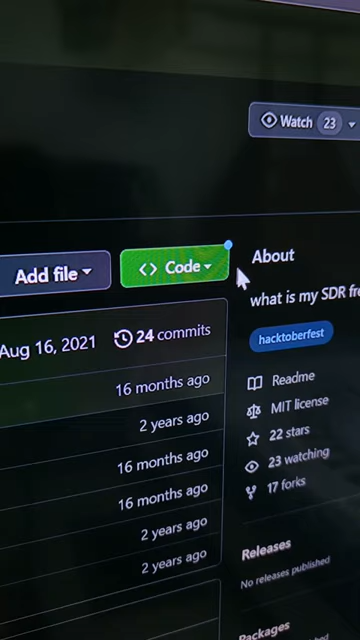 Watch 23
Add file
Code
About
what is my SDR
Aug 16, 2021
24 commits
hacktoberfest
16 months ago
Readme
2 years ago
MIT license
16 months ago
22 stars
16 months ago
23 watching
2 years ago
17 forks
2 years ago
Releases
No releases published
Packages